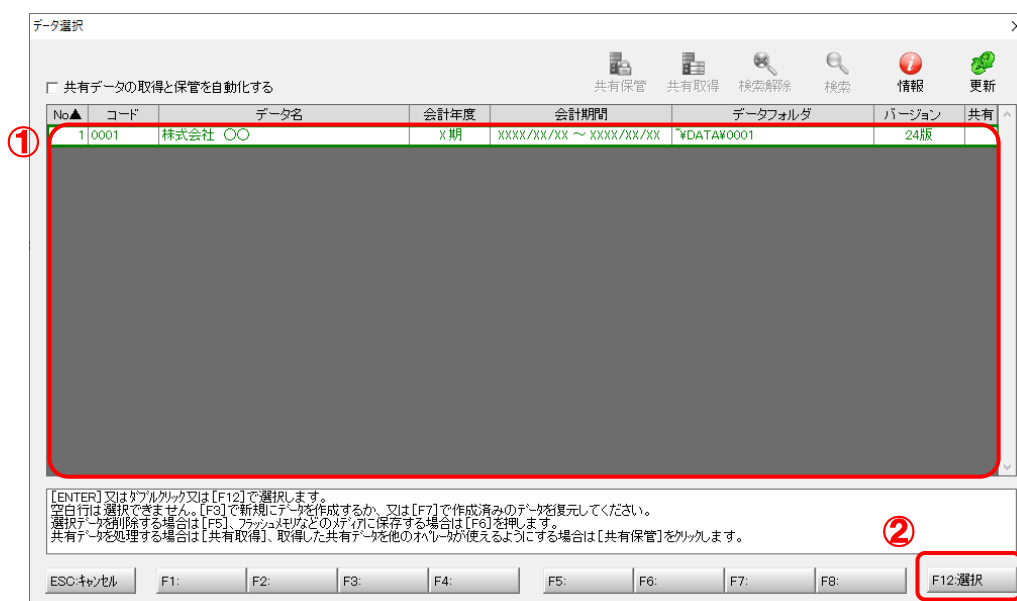 データ選択
共有データの取得と保管を自動化する
共有保管 共有取得 検索解除 検索 情報 更新
No▲ コード データ名 会計年度 会計期間 データフォルダ バージョン 共有
①
1 0001 株式会社 〇〇 X 期 XXXX/XX/XX ～ XXXX/XX/XX ~¥DATA¥0001 24版
[ENTER]又はダブルクリック又は[F12]で選択します。
空白行は選択できません。[F3]で新規にデータを作成するか、又は[F7]で作成済みのデータを復元してください。
選択データを削除する場合は[F5]、フラッシュメモリなどのメディアに保存する場合は[F6]を押します。
共有データを処理する場合は[共有取得]、取得した共有データを他のオペレータが使えるようにする場合は[共有保管]をクリックします。
②
ESC:キャンセル F1: F2: F3: F4: F5: F6: F7: F8: F12:選択